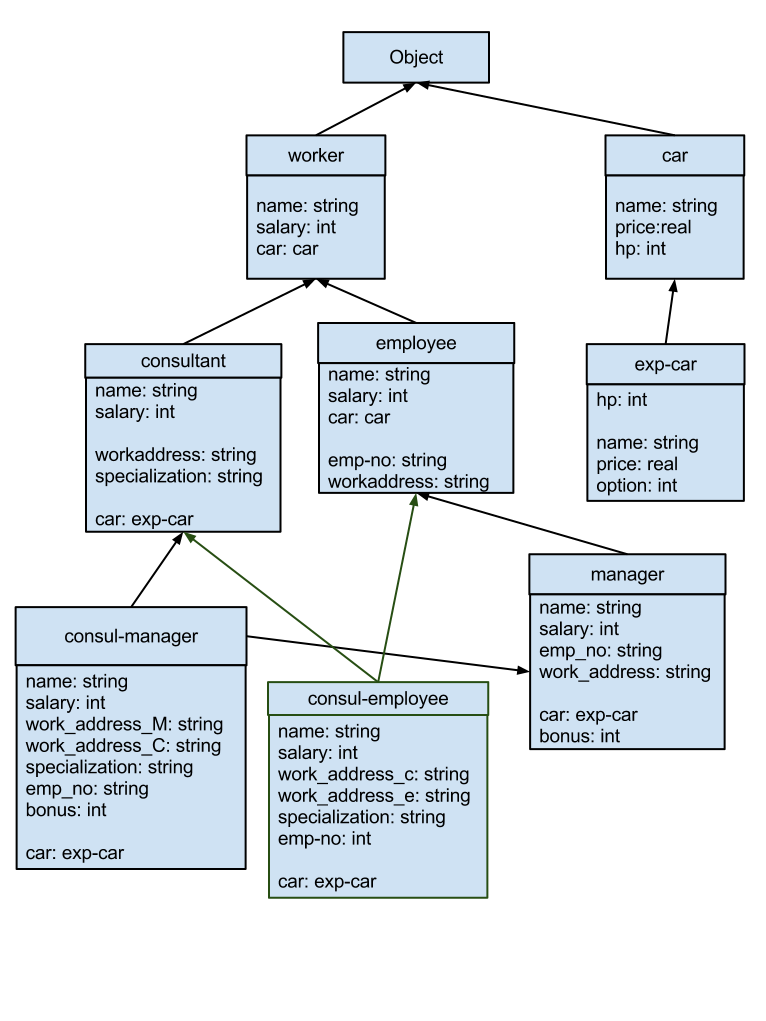 Object
worker
name: string
salary: int
car: car
car
name: string
price:real
hp: int
consultant
name: string
salary: int
workaddress: string
specialization: string
car: exp-car
employee
name: string
salary: int
car: car
emp-no: string
workaddress: string
exp-car
hp: int
name: string
price: real
option: int
consul-manager
name: string
salary: int
work_address_M: string
work_address_C: string
specialization: string
emp_no: string
bonus: int
car: exp-car
consul-employee
name: string
salary: int
work_address_c: string
work_address_e: string
specialization: string
emp-no: int
car: exp-car
manager
name: string
salary: int
emp_no: string
work_address: string
car: exp-car
bonus: int